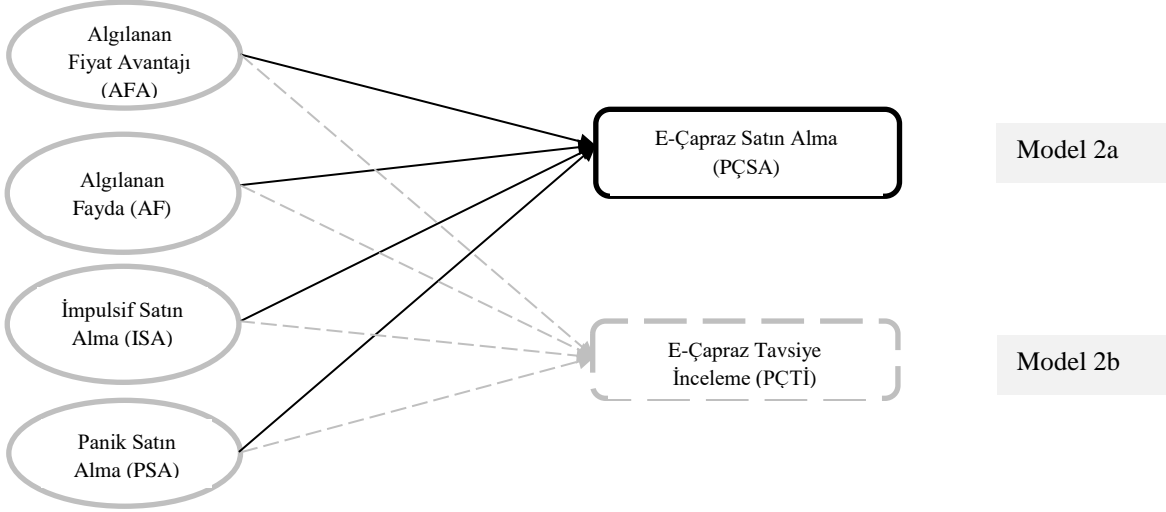 Algılanan
Fiyat Avantajı
(AFA)
E-Çapraz Satın Alma
(PÇSA)
Model 2a
Algılanan
Fayda (AF)
İmpulsif Satın
Alma (ISA)
E-Çapraz Tavsiye
İnceleme (PÇTİ)
Model 2b
Panik Satın
Alma (PSA)